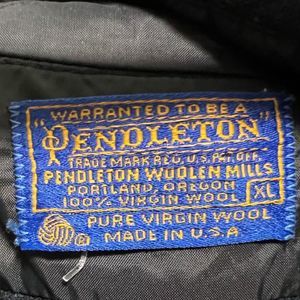 "WARRANTED TO BE A"
PENDLETON
TRADE MARK REG. U.S. PAT. OFF.
PENDLETON WOOLEN MILLS
PORTLAND, OREGON
100% VIRGIN WOOL XL
PURE VIRGIN WOOL
MADE IN U.S.A